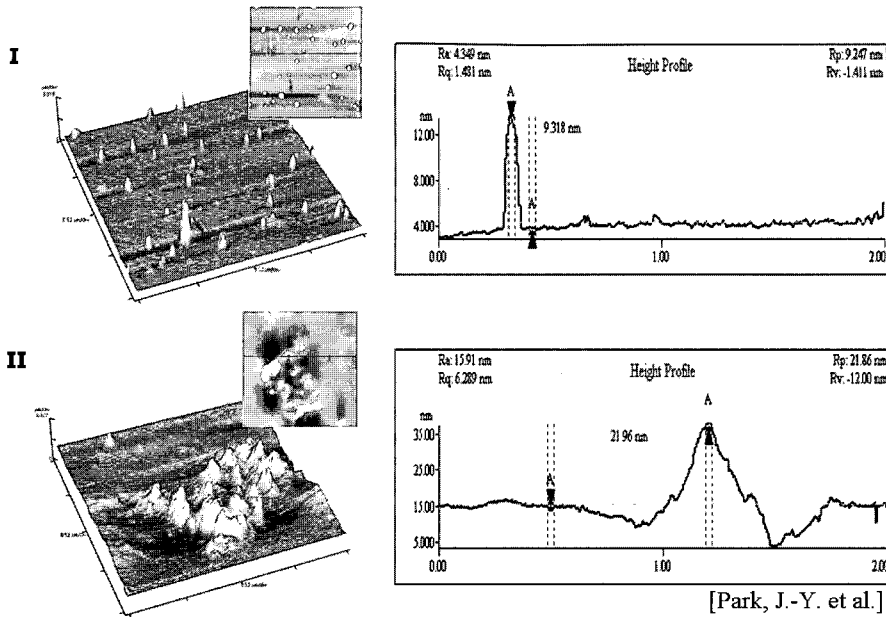 I
Ra: 4.349 nm
Rq: 1.481 nm
Height Profile
Rp: 9.247 nm
Rv: -1.411 nm
A
nm
9.318 nm
12.00
8.000
A
4.000
0.00
1.00
2.00
II
Ra: 15.91 nm
Rq: 6.289 nm
Height Profile
Rp: 21.86 nm
Rv: -12.00 nm
A
nm
35.00
21.96 nm
25.00
A
15.00
5.000
0.00
1.00
2.00
[Park, J.-Y. et al.]